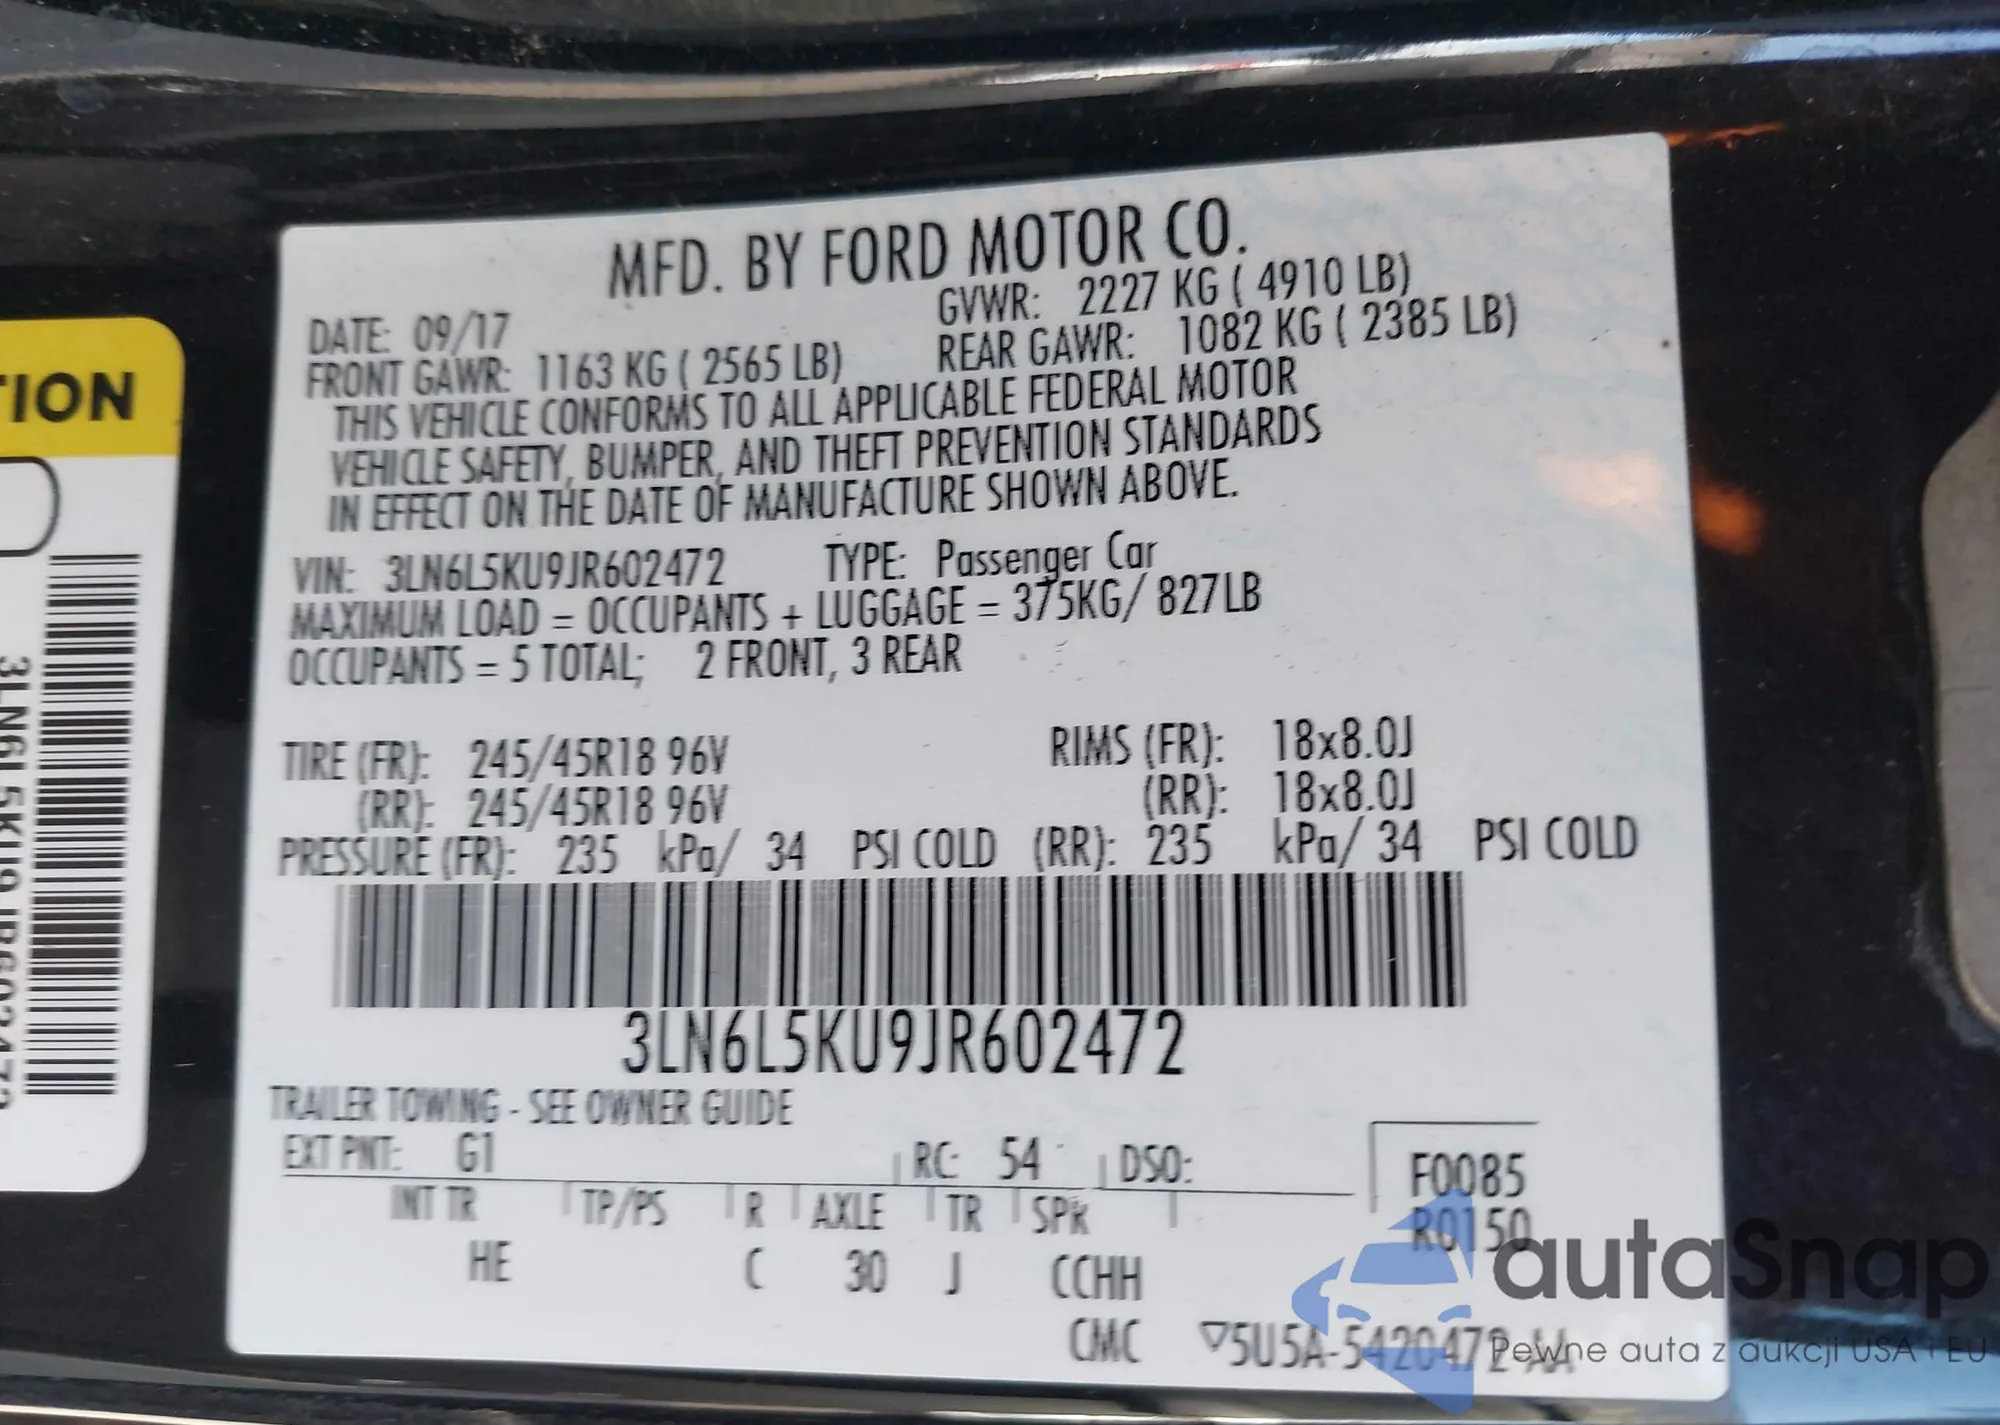 MFD. BY FORD MOTOR CO.
DATE: 09/17
GVWR: 2227 KG ( 4910 LB)
FRONT GAWR: 1163 KG ( 2565 LB)
REAR GAWR: 1082 KG ( 2385 LB)
THIS VEHICLE CONFORMS TO ALL APPLICABLE FEDERAL MOTOR
VEHICLE SAFETY, BUMPER, AND THEFT PREVENTION STANDARDS
IN EFFECT ON THE DATE OF MANUFACTURE SHOWN ABOVE.
VIN: 3LN6L5KU9JR602472 TYPE: Passenger Car
MAXIMUM LOAD = OCCUPANTS + LUGGAGE = 375KG/ 827LB
OCCUPANTS = 5 TOTAL; 2 FRONT, 3 REAR
TIRE (FR): 245/45R18 96V RIMS (FR): 18x8.0J
(RR): 245/45R18 96V (RR): 18x8.0J
PRESSURE (FR): 235 kPa/ 34 PSI COLD (RR): 235 kPa/ 34 PSI COLD
3LN6L5KU9JR602472
TRAILER TOWING - SEE OWNER GUIDE
EXT PNT: G1 RC: 54 DSO: F0085
INT TR TP/PS R AXLE TR SPR R0150
HE C 30 J CCHH
CMC ▽5U5A-5420472-AA
TION
3LN6L5KU9JR602472
autaSnap
Pewne auta z aukcji USA i EU